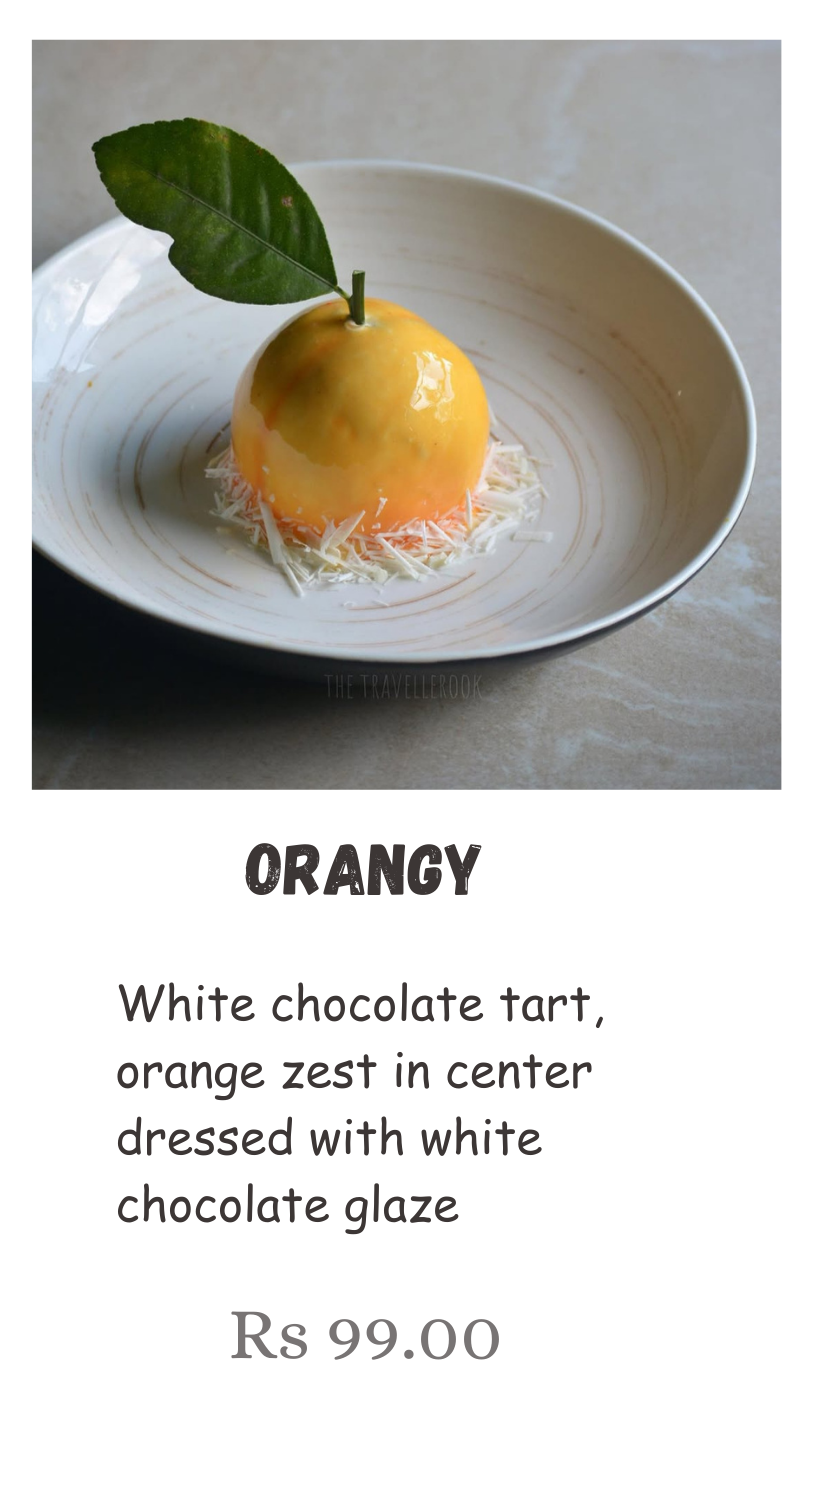 THE TRAVELLEROOK
ORANGY
White chocolate tart,
orange zest in center
dressed with white
chocolate glaze
Rs 99.00